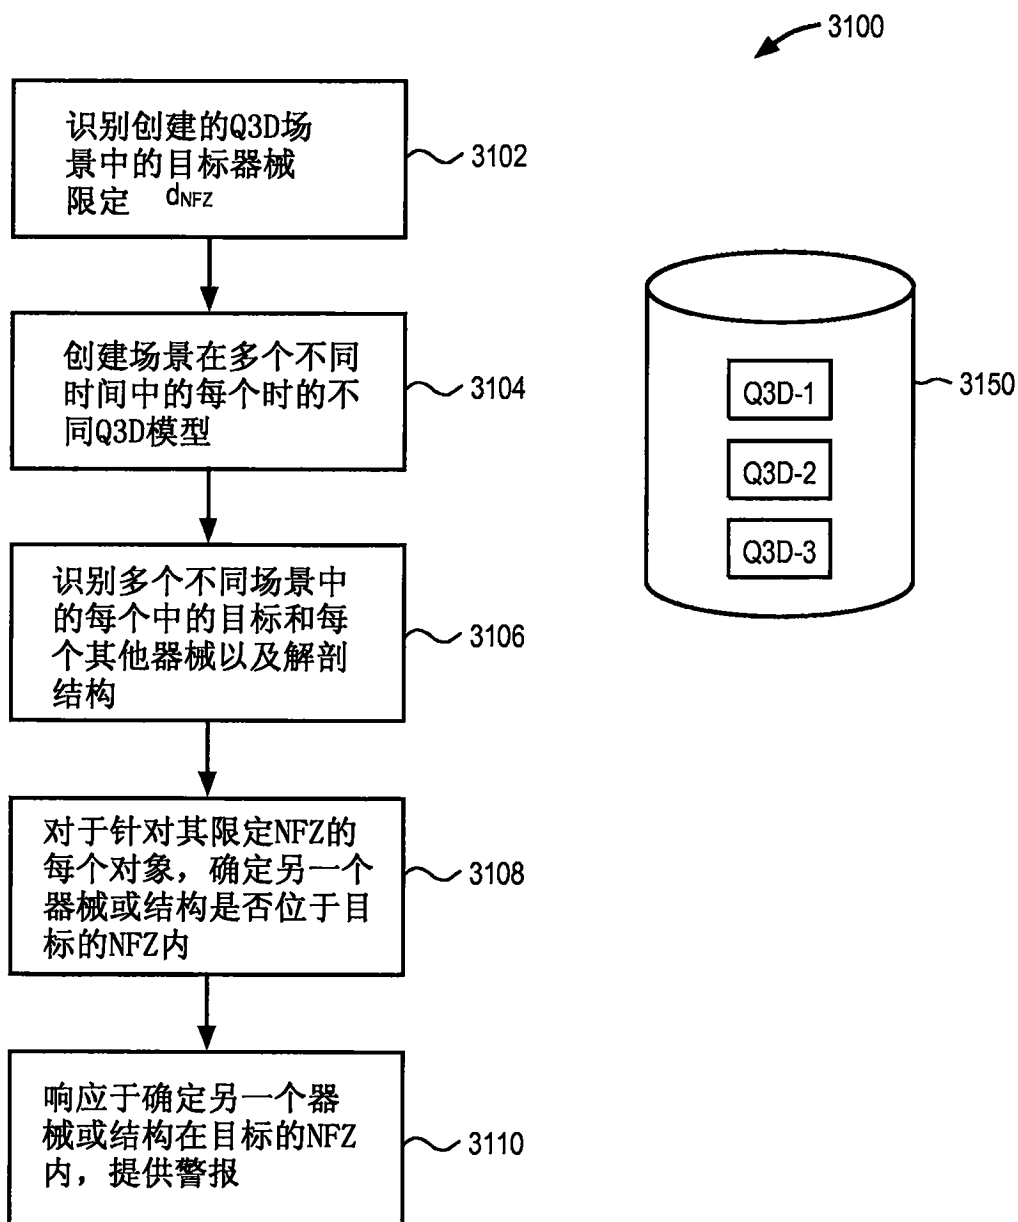 3100
识别创建的Q3D场
景中的目标器械
限定 dNFZ
3102
创建场景在多个不同
时间中的每个时的不
同Q3D模型
3104
识别多个不同场景中
的每个中的目标和每
个其他器械以及解剖
结构
3106
对于针对其限定NFZ的
每个对象，确定另一个
器械或结构是否位于目
标的NFZ内
3108
响应于确定另一个器
械或结构在目标的NFZ
内，提供警报
3110
Q3D-1
Q3D-2
Q3D-3
3150